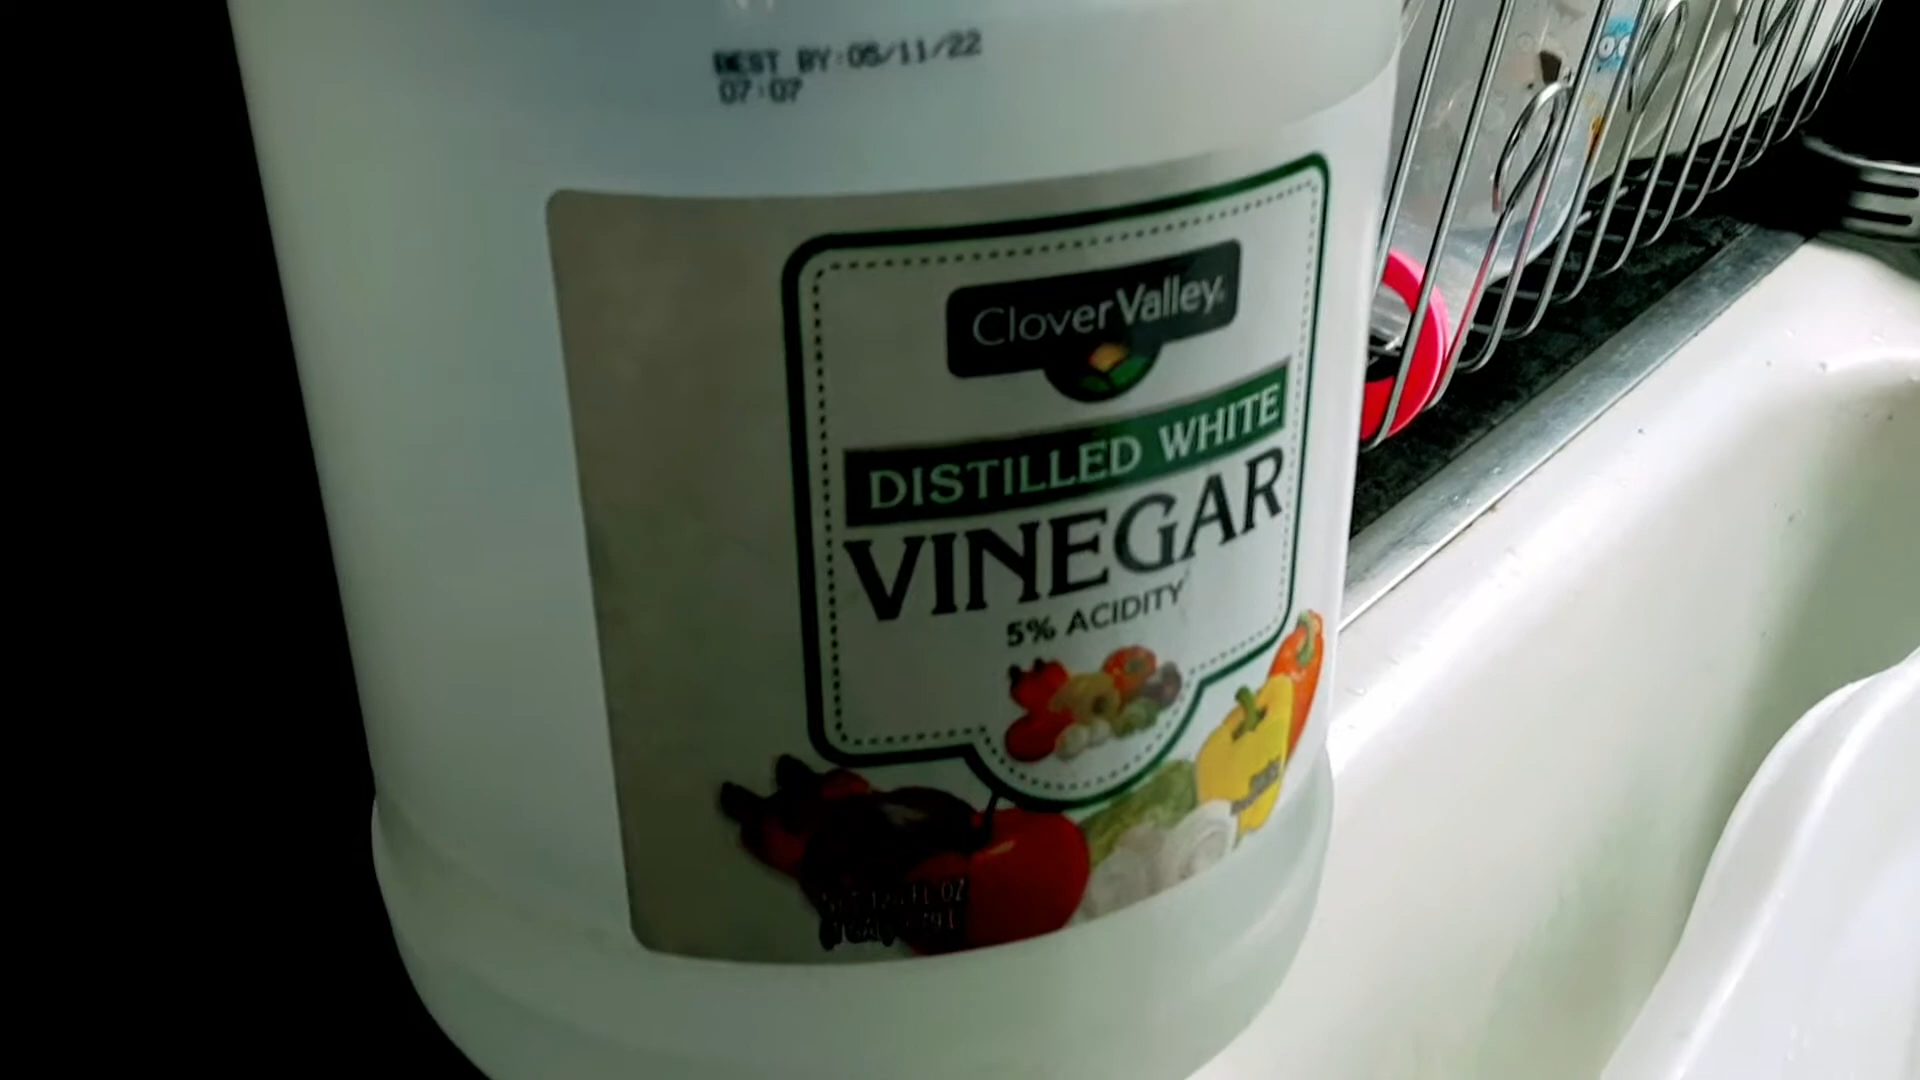 BEST BY:05/11/22
07:07
Clover Valley
DISTILLED WHITE
VINEGAR
5% ACIDITY